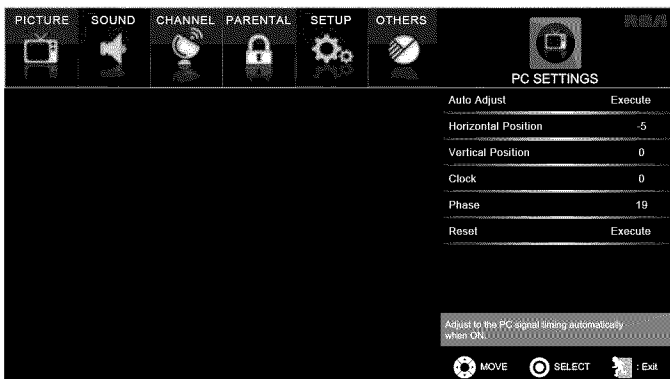 PICTURE SOUND CHANNEL PARENTAL SETUP OTHERS
RCA
PC SETTINGS
Auto Adjust Execute
Horizontal Position -5
Vertical Position 0
Clock 0
Phase 19
Reset Execute
Adjust to the PC signal timing automatically
when ON.
MOVE SELECT : Exit